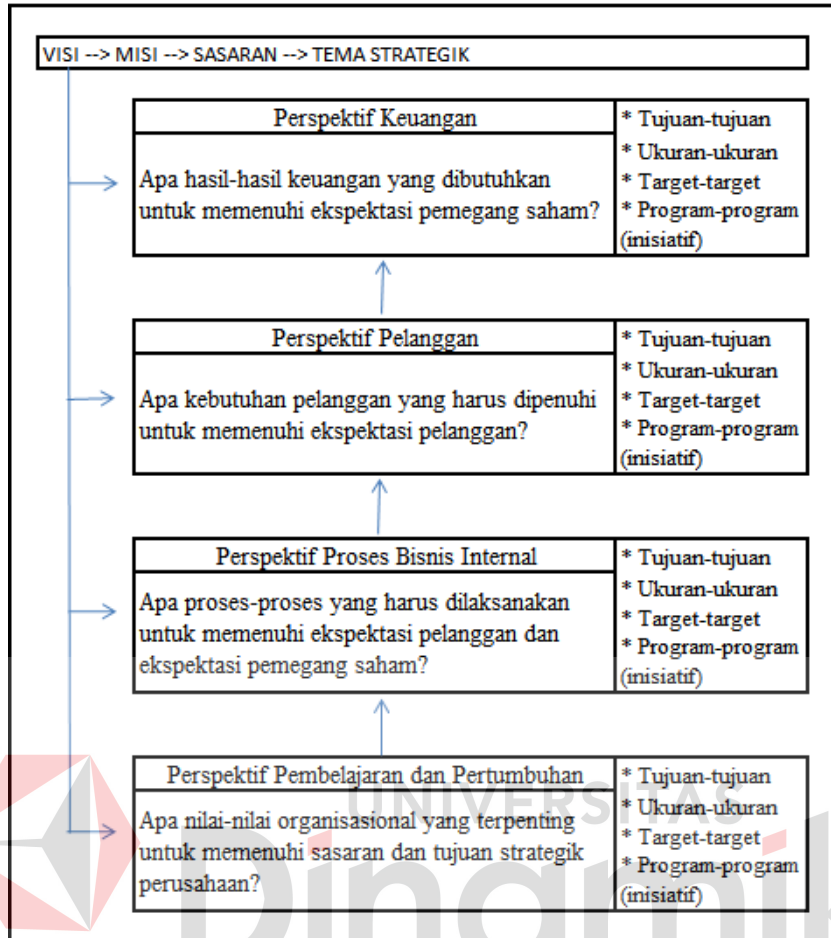 VISI --> MISI --> SASARAN --> TEMA STRATEGIK
Perspektif Keuangan
Apa hasil-hasil keuangan yang dibutuhkan
untuk memenuhi ekspektasi pemegang saham?
* Tujuan-tujuan
* Ukuran-ukuran
* Target-target
* Program-program
(inisiatif)
Perspektif Pelanggan
Apa kebutuhan pelanggan yang harus dipenuhi
untuk memenuhi ekspektasi pelanggan?
* Tujuan-tujuan
* Ukuran-ukuran
* Target-target
* Program-program
(inisiatif)
Perspektif Proses Bisnis Internal
Apa proses-proses yang harus dilaksanakan
untuk memenuhi ekspektasi pelanggan dan
ekspektasi pemegang saham?
* Tujuan-tujuan
* Ukuran-ukuran
* Target-target
* Program-program
(inisiatif)
Perspektif Pembelajaran dan Pertumbuhan
Apa nilai-nilai organisasional yang terpenting
untuk memenuhi sasaran dan tujuan strategik
perusahaan?
* Tujuan-tujuan
* Ukuran-ukuran
* Target-target
* Program-program
(inisiatif)
UNIVERSITAS